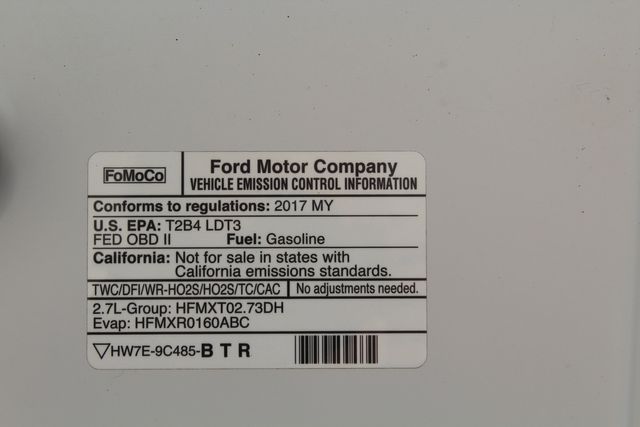 FoMoCo
Ford Motor Company
VEHICLE EMISSION CONTROL INFORMATION
Conforms to regulations: 2017 MY
U.S. EPA: T2B4 LDT3
FED OBD II Fuel: Gasoline
California: Not for sale in states with
California emissions standards.
TWC/DFI/WR-HO2S/HO2S/TC/CAC No adjustments needed.
2.7L-Group: HFMXT02.73DH
Evap: HFMXR0160ABC
▽HW7E-9C485-B T R